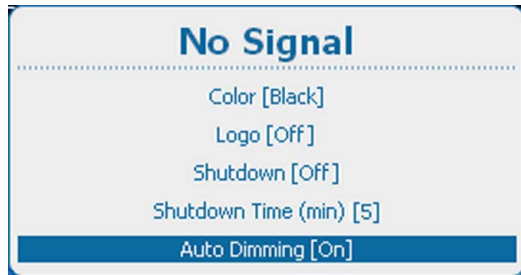 No Signal
Color [Black]
Logo [Off]
Shutdown [Off]
Shutdown Time (min) [5]
Auto Dimming [On]